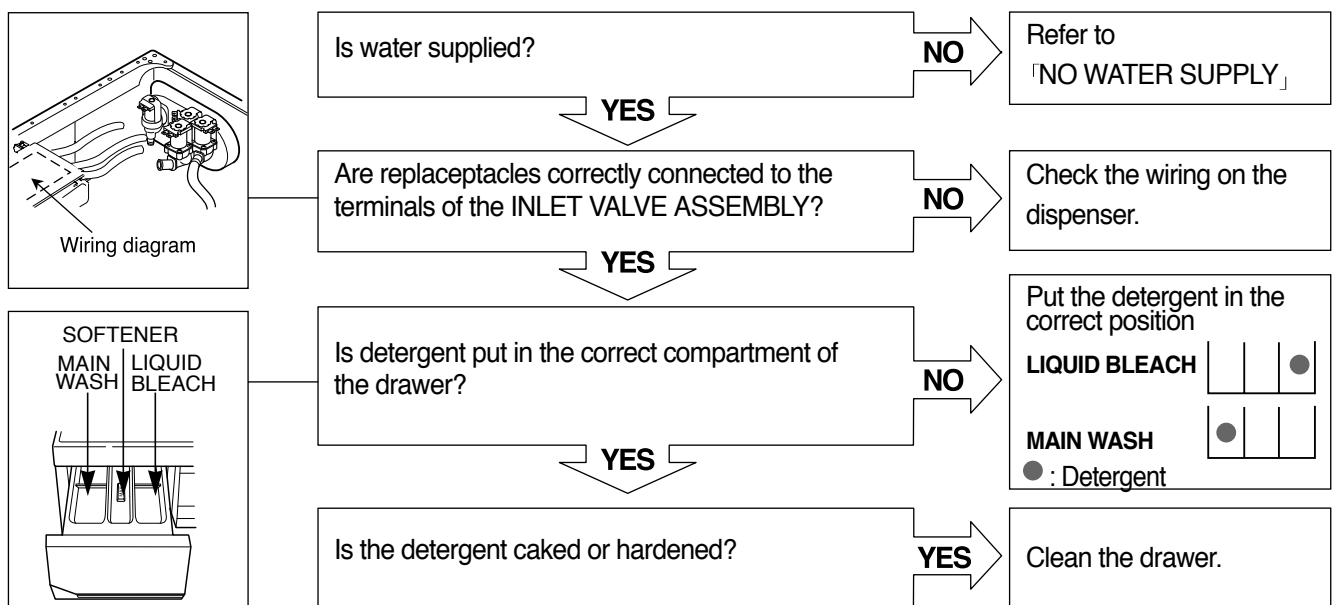 Is water supplied?
NO
Refer to
「NO WATER SUPPLY」
YES
Wiring diagram
Are replaceptacles correctly connected to the
terminals of the INLET VALVE ASSEMBLY?
NO
Check the wiring on the
dispenser.
YES
SOFTENER
MAIN WASH
LIQUID BLEACH
Is detergent put in the correct compartment of
the drawer?
NO
Put the detergent in the
correct position
LIQUID BLEACH
MAIN WASH
: Detergent
YES
Is the detergent caked or hardened?
YES
Clean the drawer.